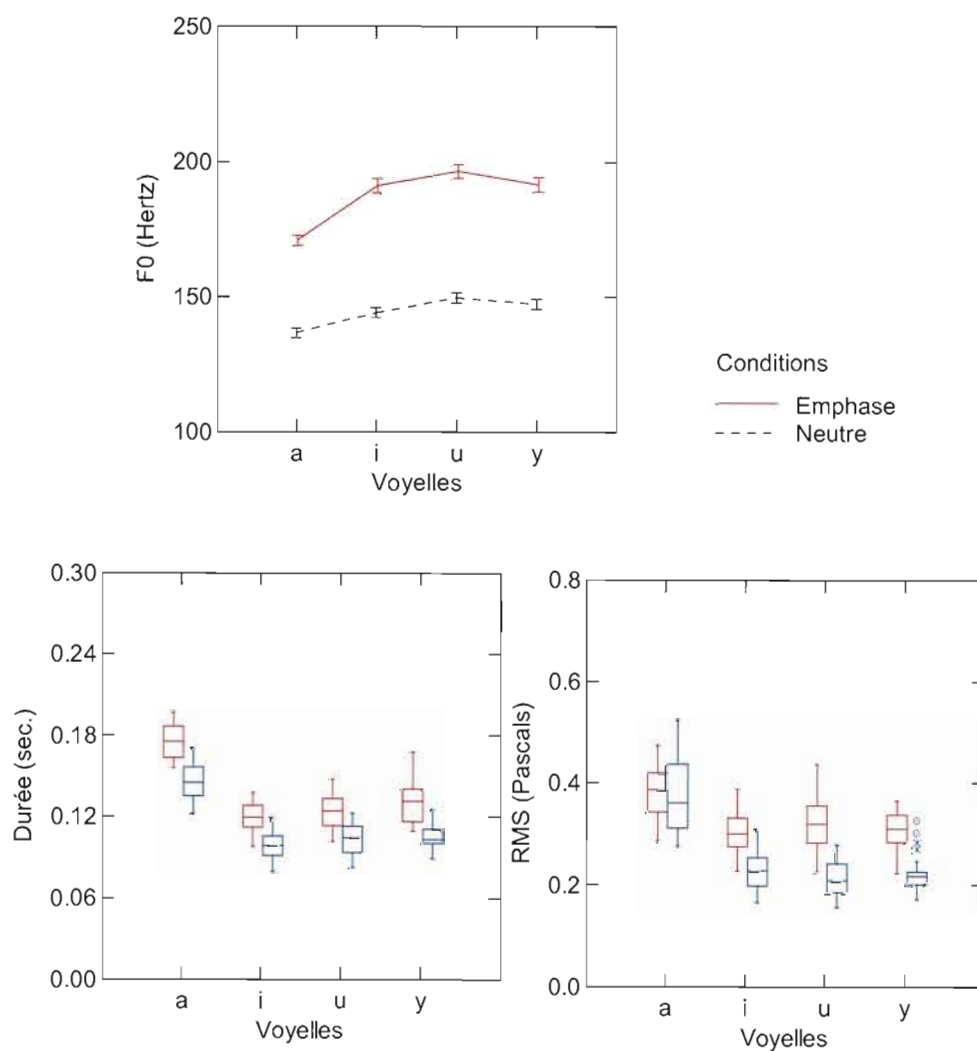 250
200
150
100
F0 (Hertz)
a i u y
Voyelles
Conditions
Emphase
Neutre
0.30
0.24
0.18
0.12
0.06
0.00
Durée (sec.)
a i u y
Voyelles
0.8
0.6
0.4
0.2
0.0
RMS (Pascals)
a i u y
Voyelles